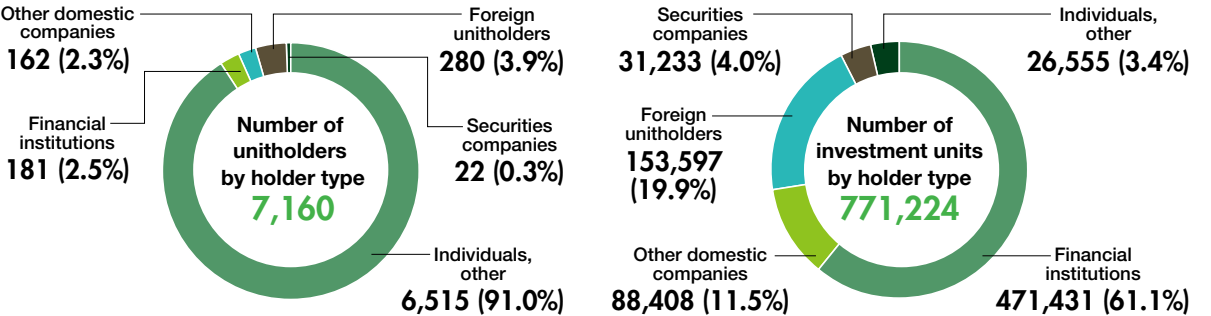 Other domestic
companies
162 (2.3%)
Foreign
unitholders
280 (3.9%)
Financial
institutions
181 (2.5%)
Number of
unitholders
by holder type
7,160
Securities
companies
22 (0.3%)
Individuals,
other
6,515 (91.0%)
Securities
companies
31,233 (4.0%)
Individuals,
other
26,555 (3.4%)
Foreign
unitholders
153,597
(19.9%)
Number of
investment units
by holder type
771,224
Other domestic
companies
88,408 (11.5%)
Financial
institutions
471,431 (61.1%)